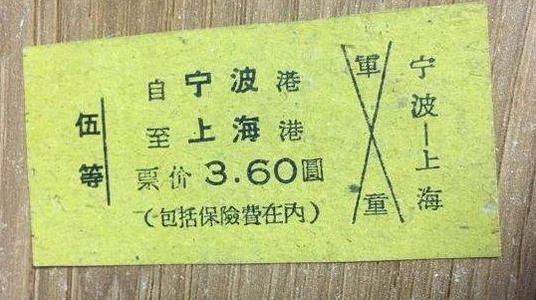 伍等
自宁波港
至上海港
票价3.60圓
(包括保險費在內)
軍童
宁波—上海